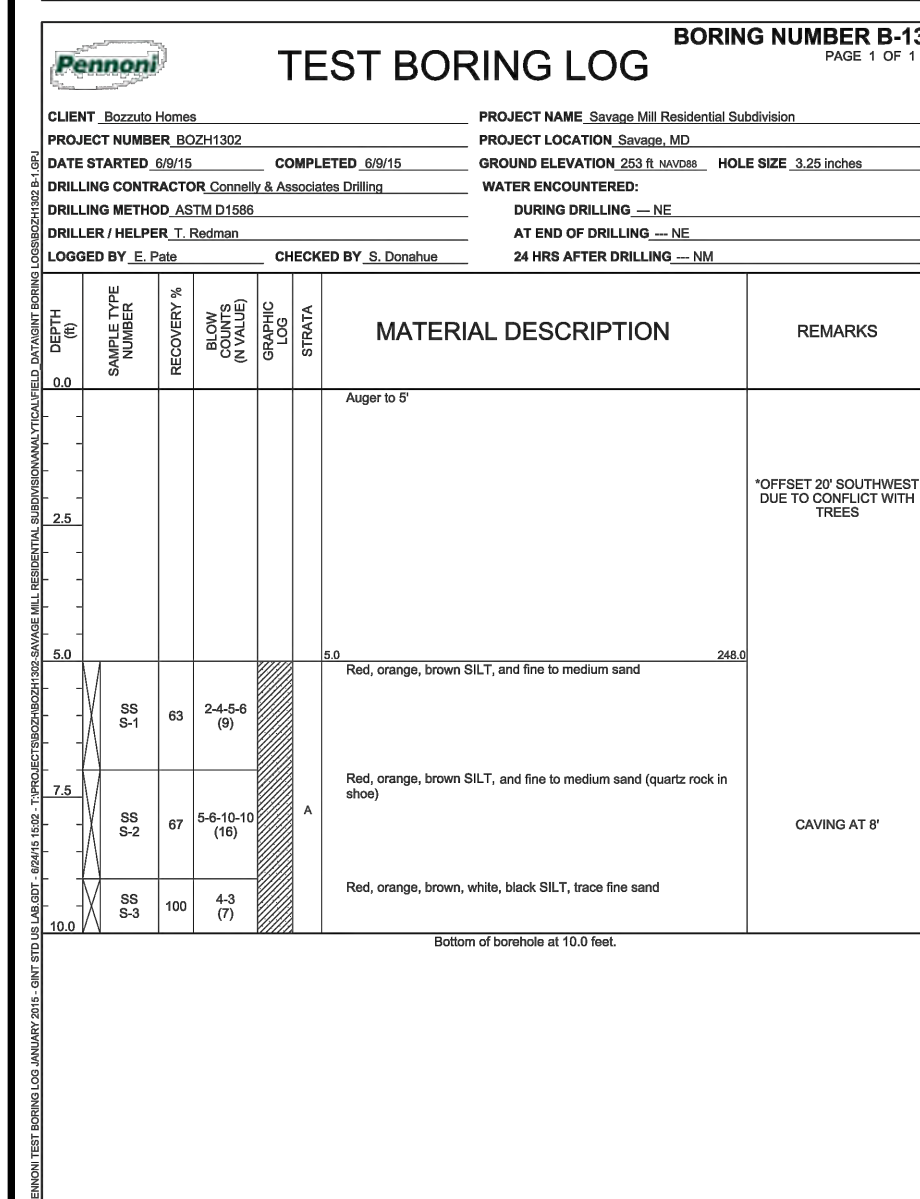 BORING NUMBER B-13
PAGE 1 OF 1
Pennoni
TEST BORING LOG
CLIENT Bozzuto Homes
PROJECT NAME Savage Mill Residential Subdivision
PROJECT NUMBER BOZH1302
PROJECT LOCATION Savage, MD
DATE STARTED 6/9/15 COMPLETED 6/9/15
GROUND ELEVATION 253 ft NAVD88 HOLE SIZE 3.25 inches
DRILLING CONTRACTOR Connelly & Associates Drilling
WATER ENCOUNTERED:
DRILLING METHOD ASTM D1586
DURING DRILLING --- NE
DRILLER / HELPER T. Redman
AT END OF DRILLING --- NE
LOGGED BY E. Pate CHECKED BY S. Donahue
24 HRS AFTER DRILLING --- NM
DEPTH
(ft)
SAMPLE TYPE
NUMBER
RECOVERY %
BLOW
COUNTS
(N VALUE)
GRAPHIC
LOG
STRATA
MATERIAL DESCRIPTION
REMARKS
0.0
Auger to 5'
*OFFSET 20' SOUTHWEST
DUE TO CONFLICT WITH
TREES
2.5
5.0
5.0 248.0
Red, orange, brown SILT, and fine to medium sand
SS
S-1
63
2-4-5-6
(9)
Red, orange, brown SILT, and fine to medium sand (quartz rock in
shoe)
7.5
SS
S-2
67
5-6-10-10
(16)
A
CAVING AT 8'
Red, orange, brown, white, black SILT, trace fine sand
SS
S-3
100
4-3
(7)
10.0
Bottom of borehole at 10.0 feet.
ENNONI TEST BORING LOG JANUARY 2015 - GINT STD US LAB.GDT - 6/24/15 15:02 - T:\PROJECTS\BOZH\BOZH1302-SAVAGE MILL RESIDENTIAL SUBDIVISION\ANALYTICAL\FIELD_DATA\GINT BORING LOGS\BOZH1302 B-1.GPJ